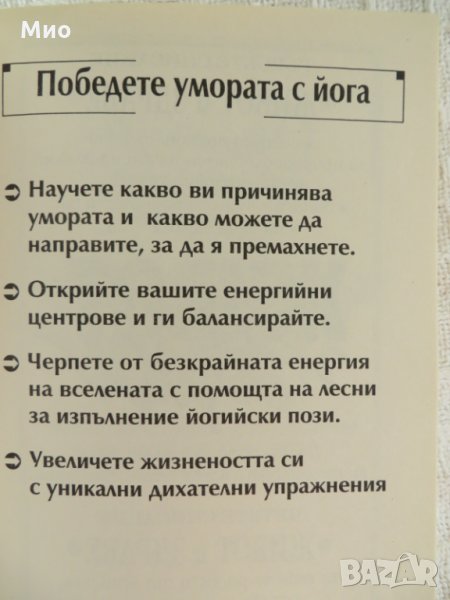 Мио
Победете умората с йога
➲ Научете какво ви причинява
умората и какво можете да
направите, за да я премахнете.
➲ Открийте вашите енергийни
центрове и ги балансирайте.
➲ Черпете от безкрайната енергия
на вселената с помощта на лесни
за изпълнение йогийски пози.
➲ Увеличете жизнеността си
с уникални дихателни упражнения
BAZAR